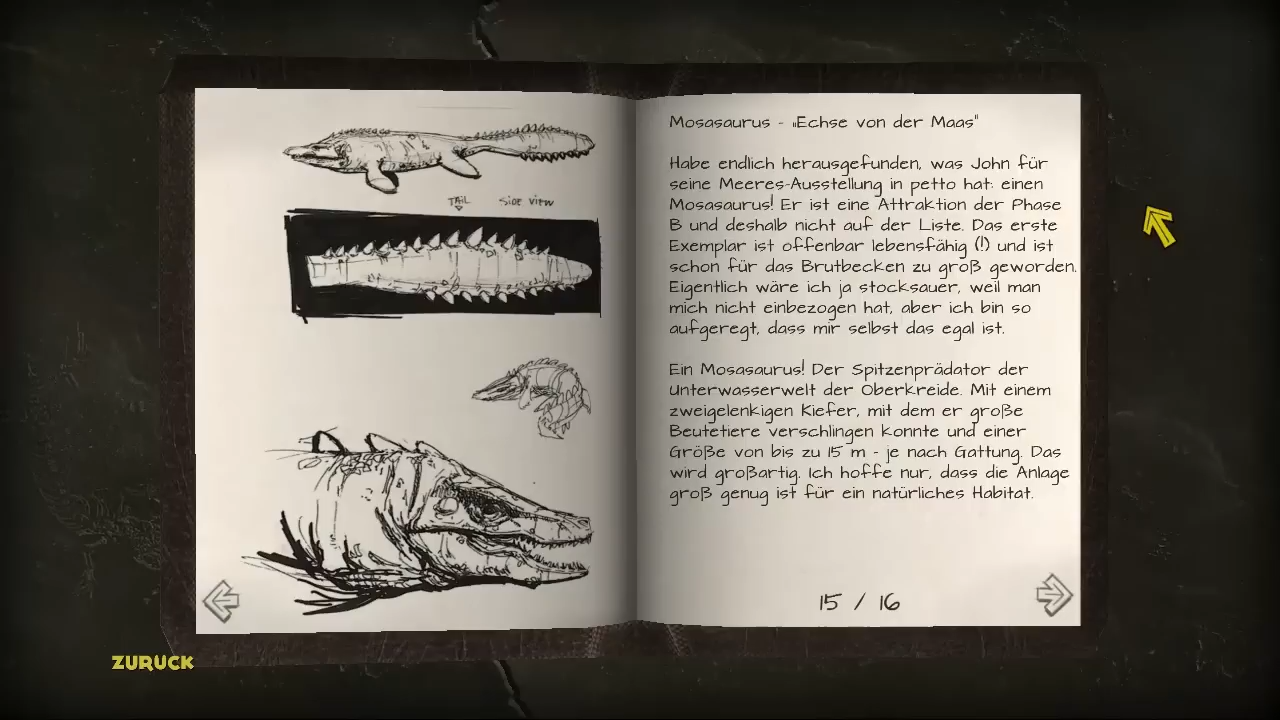 TAIL SIDE VIEW
Mosasaurus - „Echse von der Maas"
Habe endlich herausgefunden, was John für
seine Meeres-Ausstellung in petto hat: einen
Mosasaurus! Er ist eine Attraktion der Phase
B und deshalb nicht auf der Liste. Das erste
Exemplar ist offenbar lebensfähig (!) und ist
schon für das Brutbecken zu groß geworden.
Eigentlich wäre ich ja stocksauer, weil man
mich nicht einbezogen hat, aber ich bin so
aufgeregt, dass mir selbst das egal ist.
Ein Mosasaurus! Der Spitzenprädator der
Unterwasserwelt der Oberkreide. Mit einem
zweigelenkigen Kiefer, mit dem er große
Beutetiere verschlingen konnte und einer
Größe von bis zu 15 m - je nach Gattung. Das
wird großartig. Ich hoffe nur, dass die Anlage
groß genug ist für ein natürliches Habitat.
15 / 16
ZURÜCK